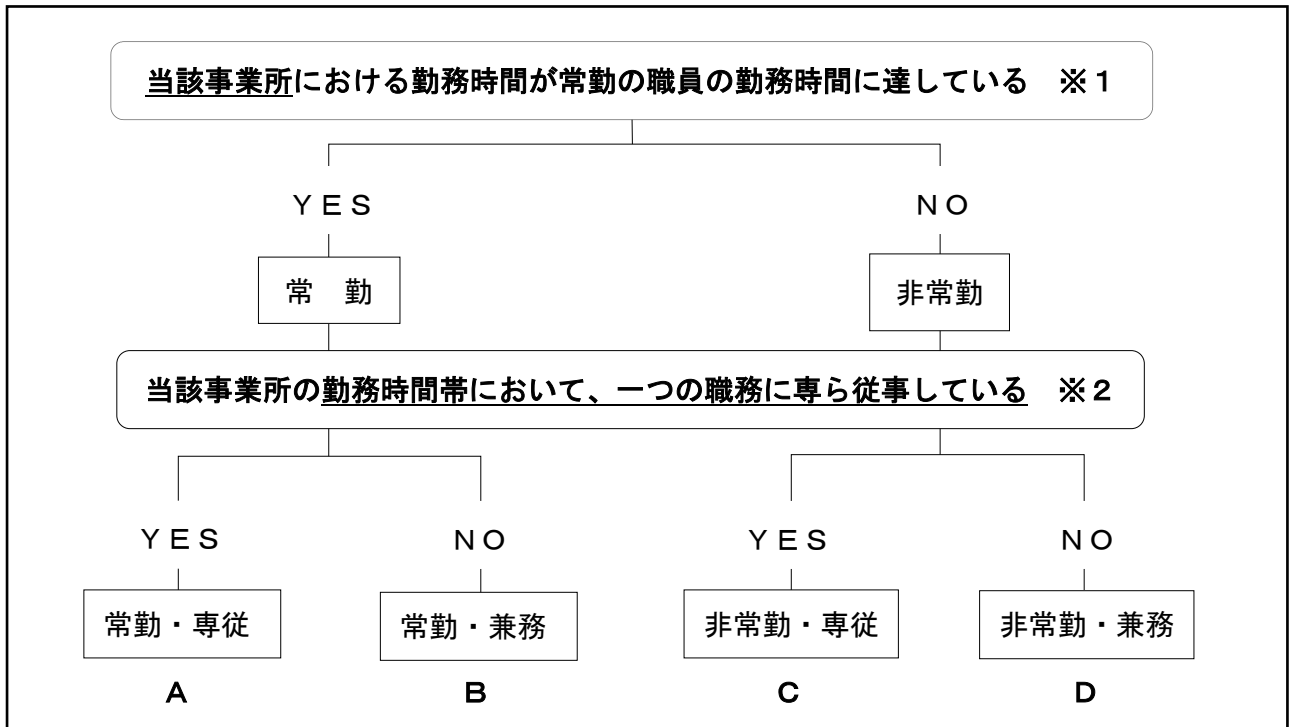 当該事業所における勤務時間が常勤の職員の勤務時間に達している　※１
ＹＥＳ
ＮＯ
常　勤
非常勤
当該事業所の勤務時間帯において、一つの職務に専ら従事している　※２
ＹＥＳ
ＮＯ
ＹＥＳ
ＮＯ
常勤・専従
常勤・兼務
非常勤・専従
非常勤・兼務
Ａ
Ｂ
Ｃ
Ｄ